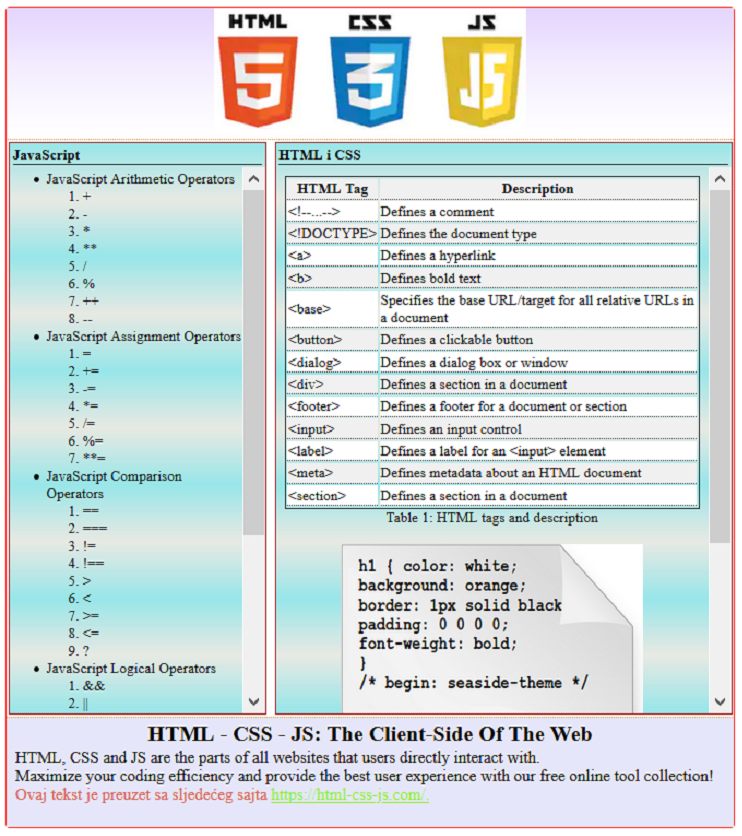 HTML CSS JS
5 3 JS
JavaScript
• JavaScript Arithmetic Operators
1. +
2. -
3. *
4. **
5. /
6. %
7. ++
8. --
• JavaScript Assignment Operators
1. =
2. +=
3. -=
4. *=
5. /=
6. %=
7. **=
• JavaScript Comparison
Operators
1. ==
2. ===
3. !=
4. !==
5. >
6. <
7. >=
8. <=
9. ?
• JavaScript Logical Operators
1. &&
2. ||
HTML i CSS
HTML Tag Description
<!--...--> Defines a comment
<!DOCTYPE> Defines the document type
<a> Defines a hyperlink
<b> Defines bold text
<base> Specifies the base URL/target for all relative URLs in
a document
<button> Defines a clickable button
<dialog> Defines a dialog box or window
<div> Defines a section in a document
<footer> Defines a footer for a document or section
<input> Defines an input control
<label> Defines a label for an <input> element
<meta> Defines metadata about an HTML document
<section> Defines a section in a document
Table 1: HTML tags and description
h1 { color: white;
background: orange;
border: 1px solid black
padding: 0 0 0 0;
font-weight: bold;
}
/* begin: seaside-theme */
HTML - CSS - JS: The Client-Side Of The Web
HTML, CSS and JS are the parts of all websites that users directly interact with.
Maximize your coding efficiency and provide the best user experience with our free online tool collection!
Ovaj tekst je preuzet sa sljedećeg sajta https://html-css-js.com/.